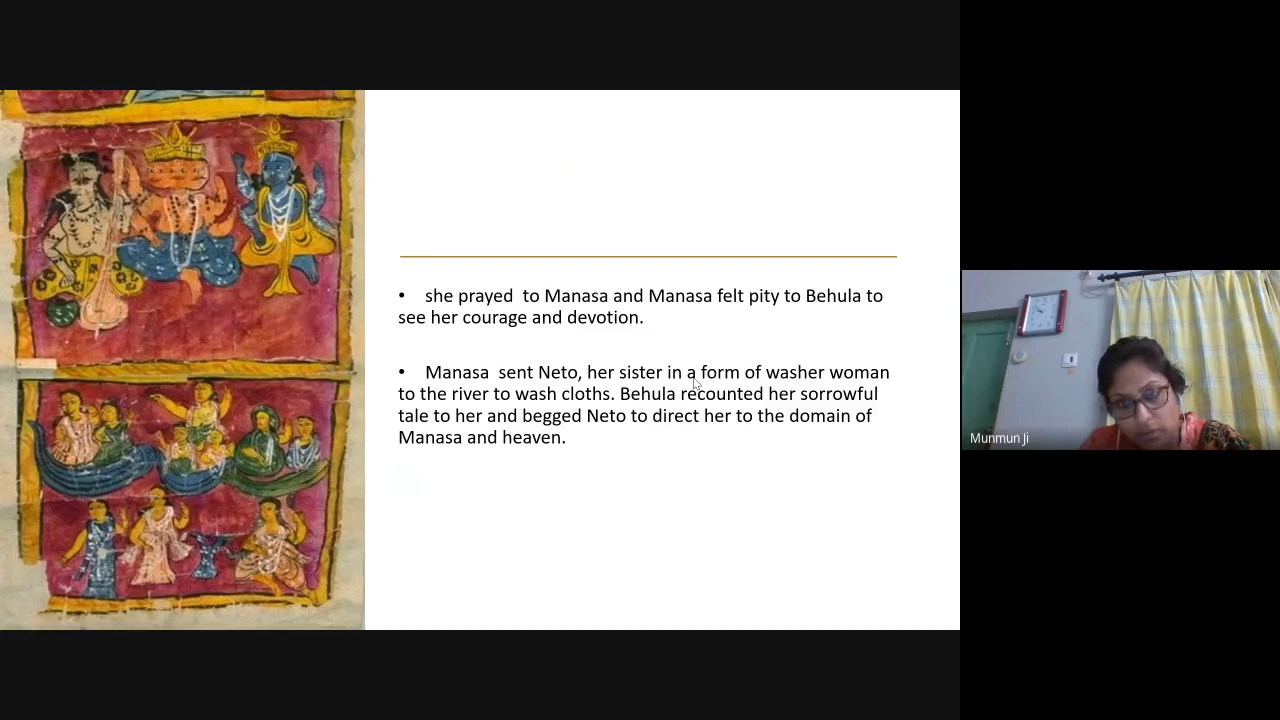 • she prayed  to Manasa and Manasa felt pity to Behula to
see her courage and devotion.
• Manasa  sent Neto, her sister in a form of washer woman
to the river to wash cloths. Behula recounted her sorrowful
tale to her and begged Neto to direct her to the domain of
Manasa and heaven.
Munmun Ji